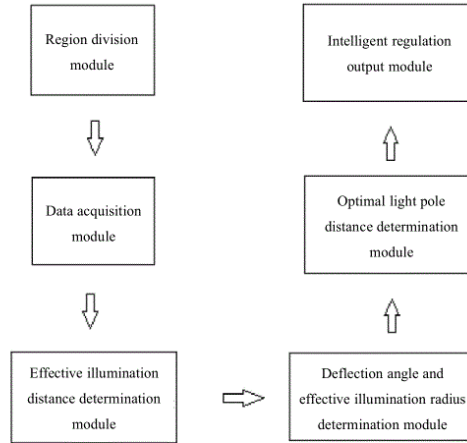 Region division
module
Data acquisition
module
Effective illumination
distance determination
module
Deflection angle and
effective illumination radius
determination module
Optimal light pole
distance determination
module
Intelligent regulation
output module